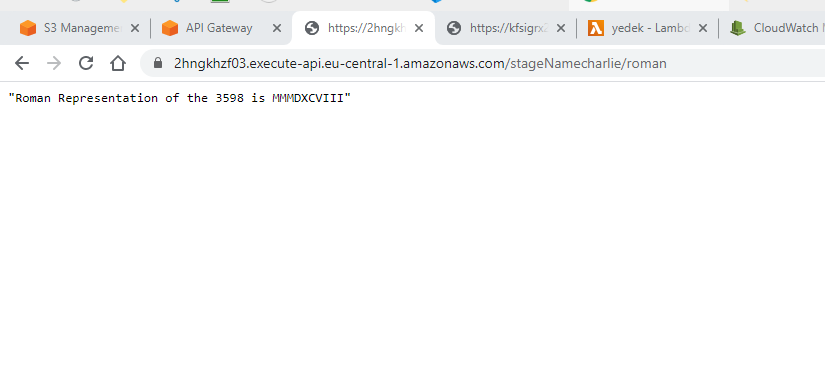 S3 Manageme
API Gateway
https://2hngkh
https://kfsigrx
yedek - Lambd
CloudWatch
2hngkhzf03.execute-api.eu-central-1.amazonaws.com/stageNamecharlie/roman
"Roman Representation of the 3598 is MMMDXCVIII"